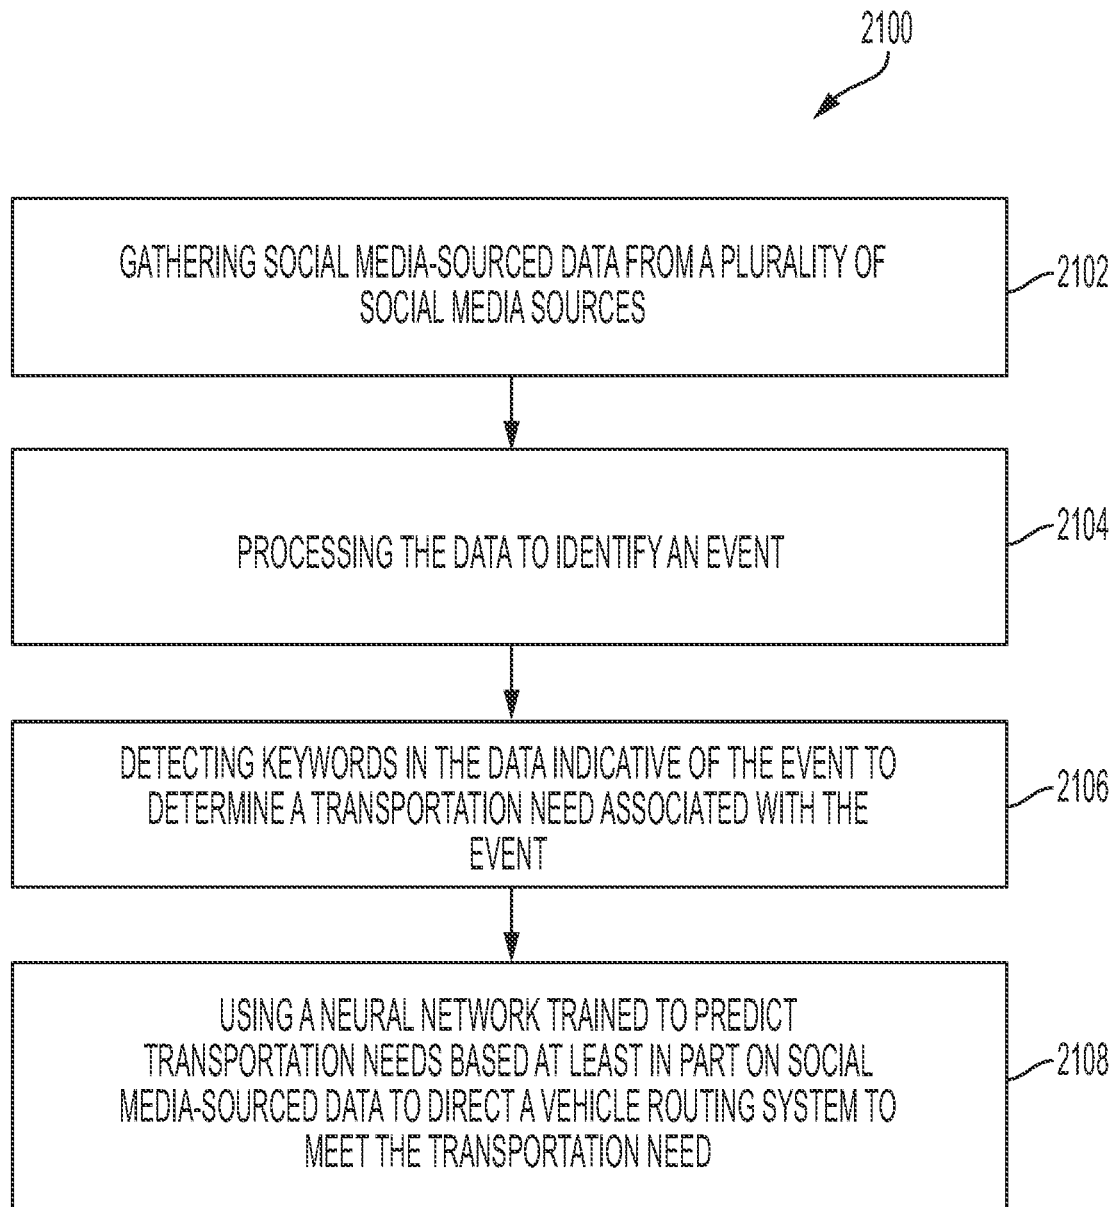 2100
GATHERING SOCIAL MEDIA-SOURCED DATA FROM A PLURALITY OF
SOCIAL MEDIA SOURCES
2102
PROCESSING THE DATA TO IDENTIFY AN EVENT
2104
DETECTING KEYWORDS IN THE DATA INDICATIVE OF THE EVENT TO
DETERMINE A TRANSPORTATION NEED ASSOCIATED WITH THE
EVENT
2106
USING A NEURAL NETWORK TRAINED TO PREDICT
TRANSPORTATION NEEDS BASED AT LEAST IN PART ON SOCIAL
MEDIA-SOURCED DATA TO DIRECT A VEHICLE ROUTING SYSTEM TO
MEET THE TRANSPORTATION NEED
2108